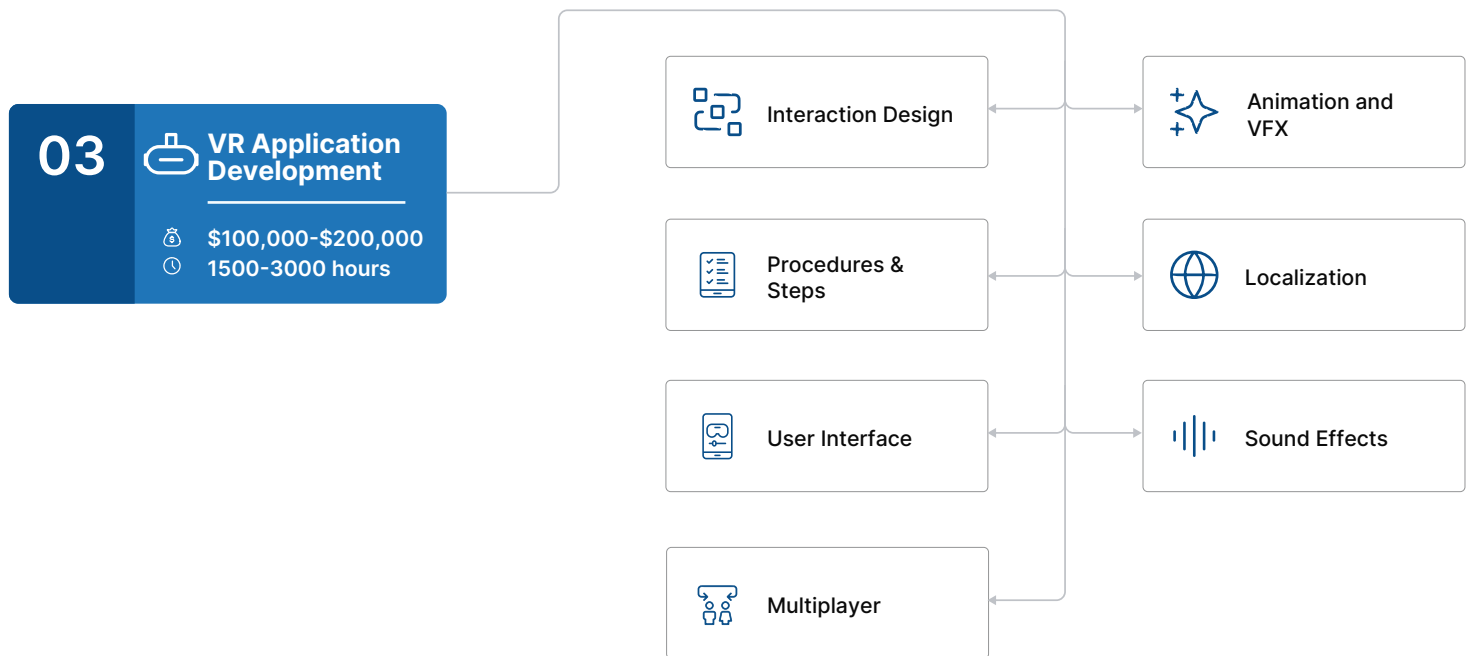 03
VR Application
Development
$100,000-$200,000
1500-3000 hours
Interaction Design
Animation and
VFX
Procedures &
Steps
Localization
User Interface
Sound Effects
Multiplayer